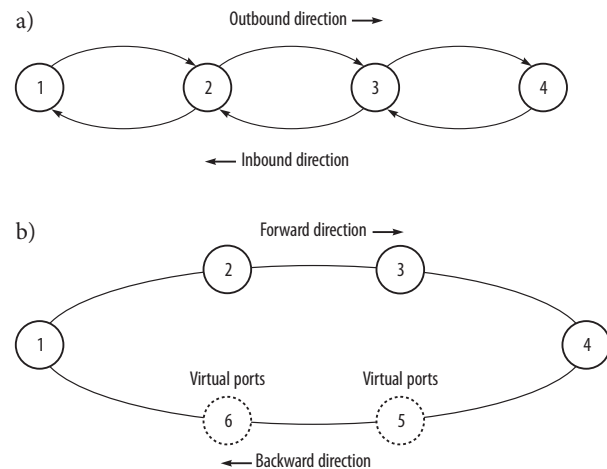 a)
Outbound direction
1 2 3 4
Inbound direction
b)
Forward direction
2 3
1 4
Virtual ports Virtual ports
6 5
Backward direction